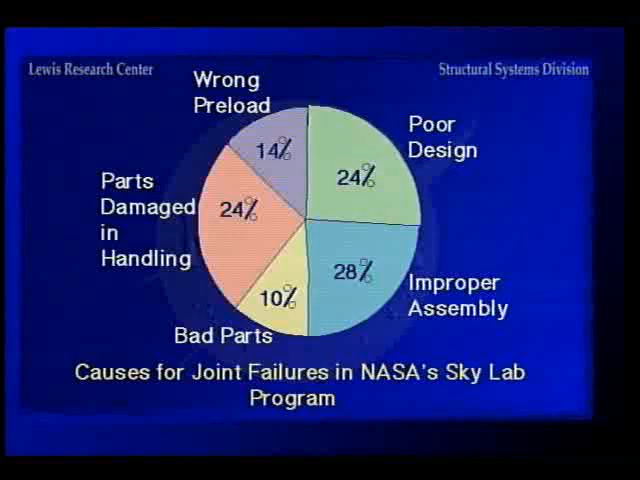 Lewis Research Center
Structural Systems Division
Wrong
Preload
14%
Poor
Design
24%
Parts
Damaged
in
Handling
24%
28%
Improper
Assembly
10%
Bad Parts
Causes for Joint Failures in NASA's Sky Lab
Program